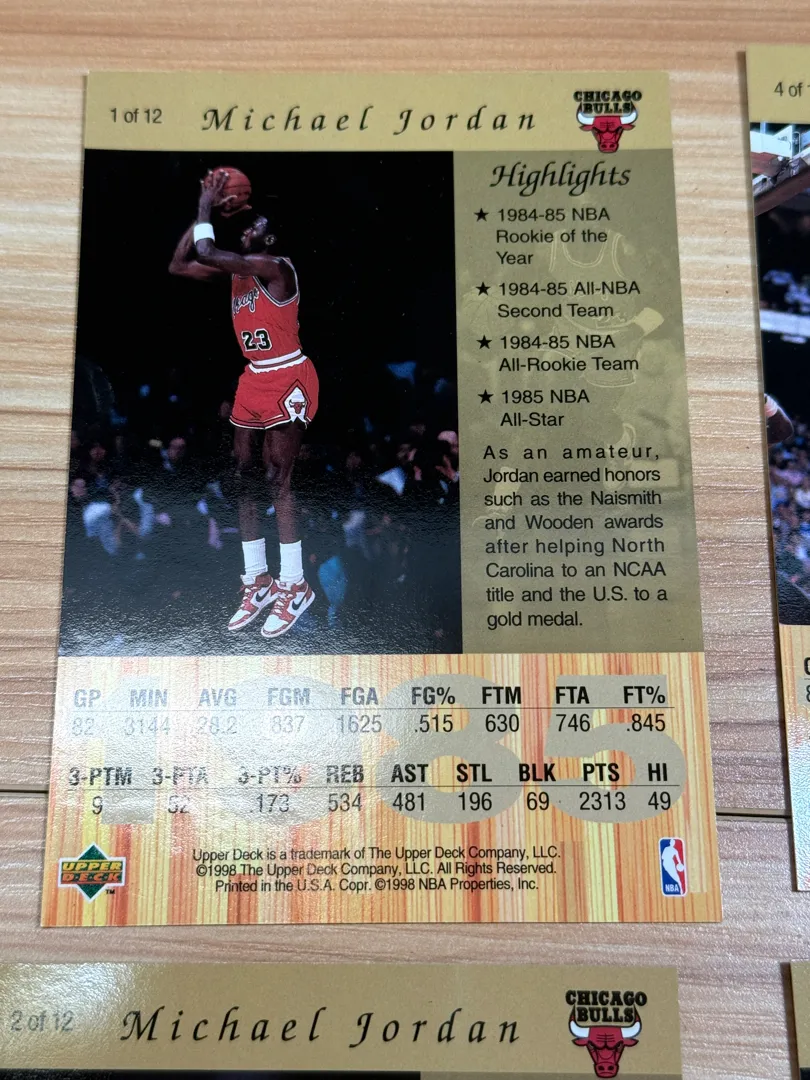 1 of 12 Michael Jordan CHICAGO BULLS
Highlights
★ 1984-85 NBA
Rookie of the
Year
★ 1984-85 All-NBA
Second Team
★ 1984-85 NBA
All-Rookie Team
★ 1985 NBA
All-Star
As an amateur,
Jordan earned honors
such as the Naismith
and Wooden awards
after helping North
Carolina to an NCAA
title and the U.S. to a
gold medal.
Chicago
23
1985
GP MIN AVG FGM FGA FG% FTM FTA FT%
82 3144 28.2 837 1625 .515 630 746 .845
3-PTM 3-PTA 3-PT% REB AST STL BLK PTS HI
9 52 .173 534 481 196 69 2313 49
UPPER
DECK
TM
Upper Deck is a trademark of The Upper Deck Company, LLC.
©1998 The Upper Deck Company, LLC. All Rights Reserved.
Printed in the U.S.A. Copr. ©1998 NBA Properties, Inc.
NBA
4 of
2 of 12 Michael Jordan CHICAGO BULLS